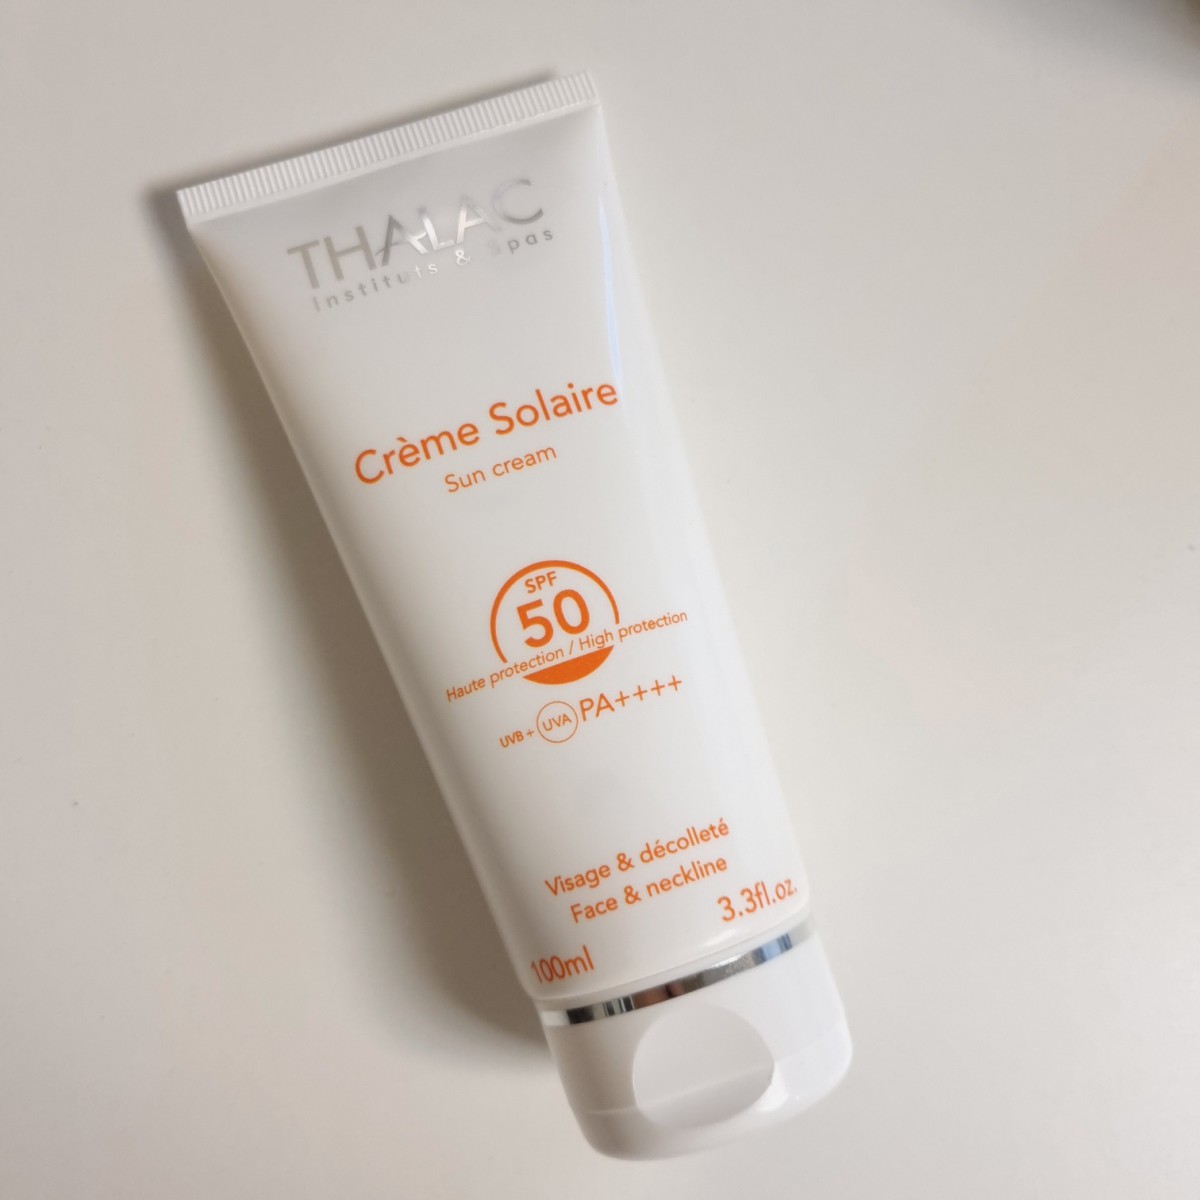 THALAC
Instituts & Spas
Crème Solaire
Sun cream
SPF
50
Haute protection / High protection
UVB + UVA PA++++
Visage & décolleté
Face & neckline
100ml 3.3fl.oz.